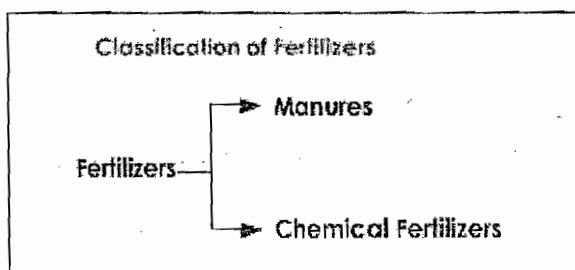 Classification of Fertilizers
Manures
Fertilizers
Chemical Fertilizers